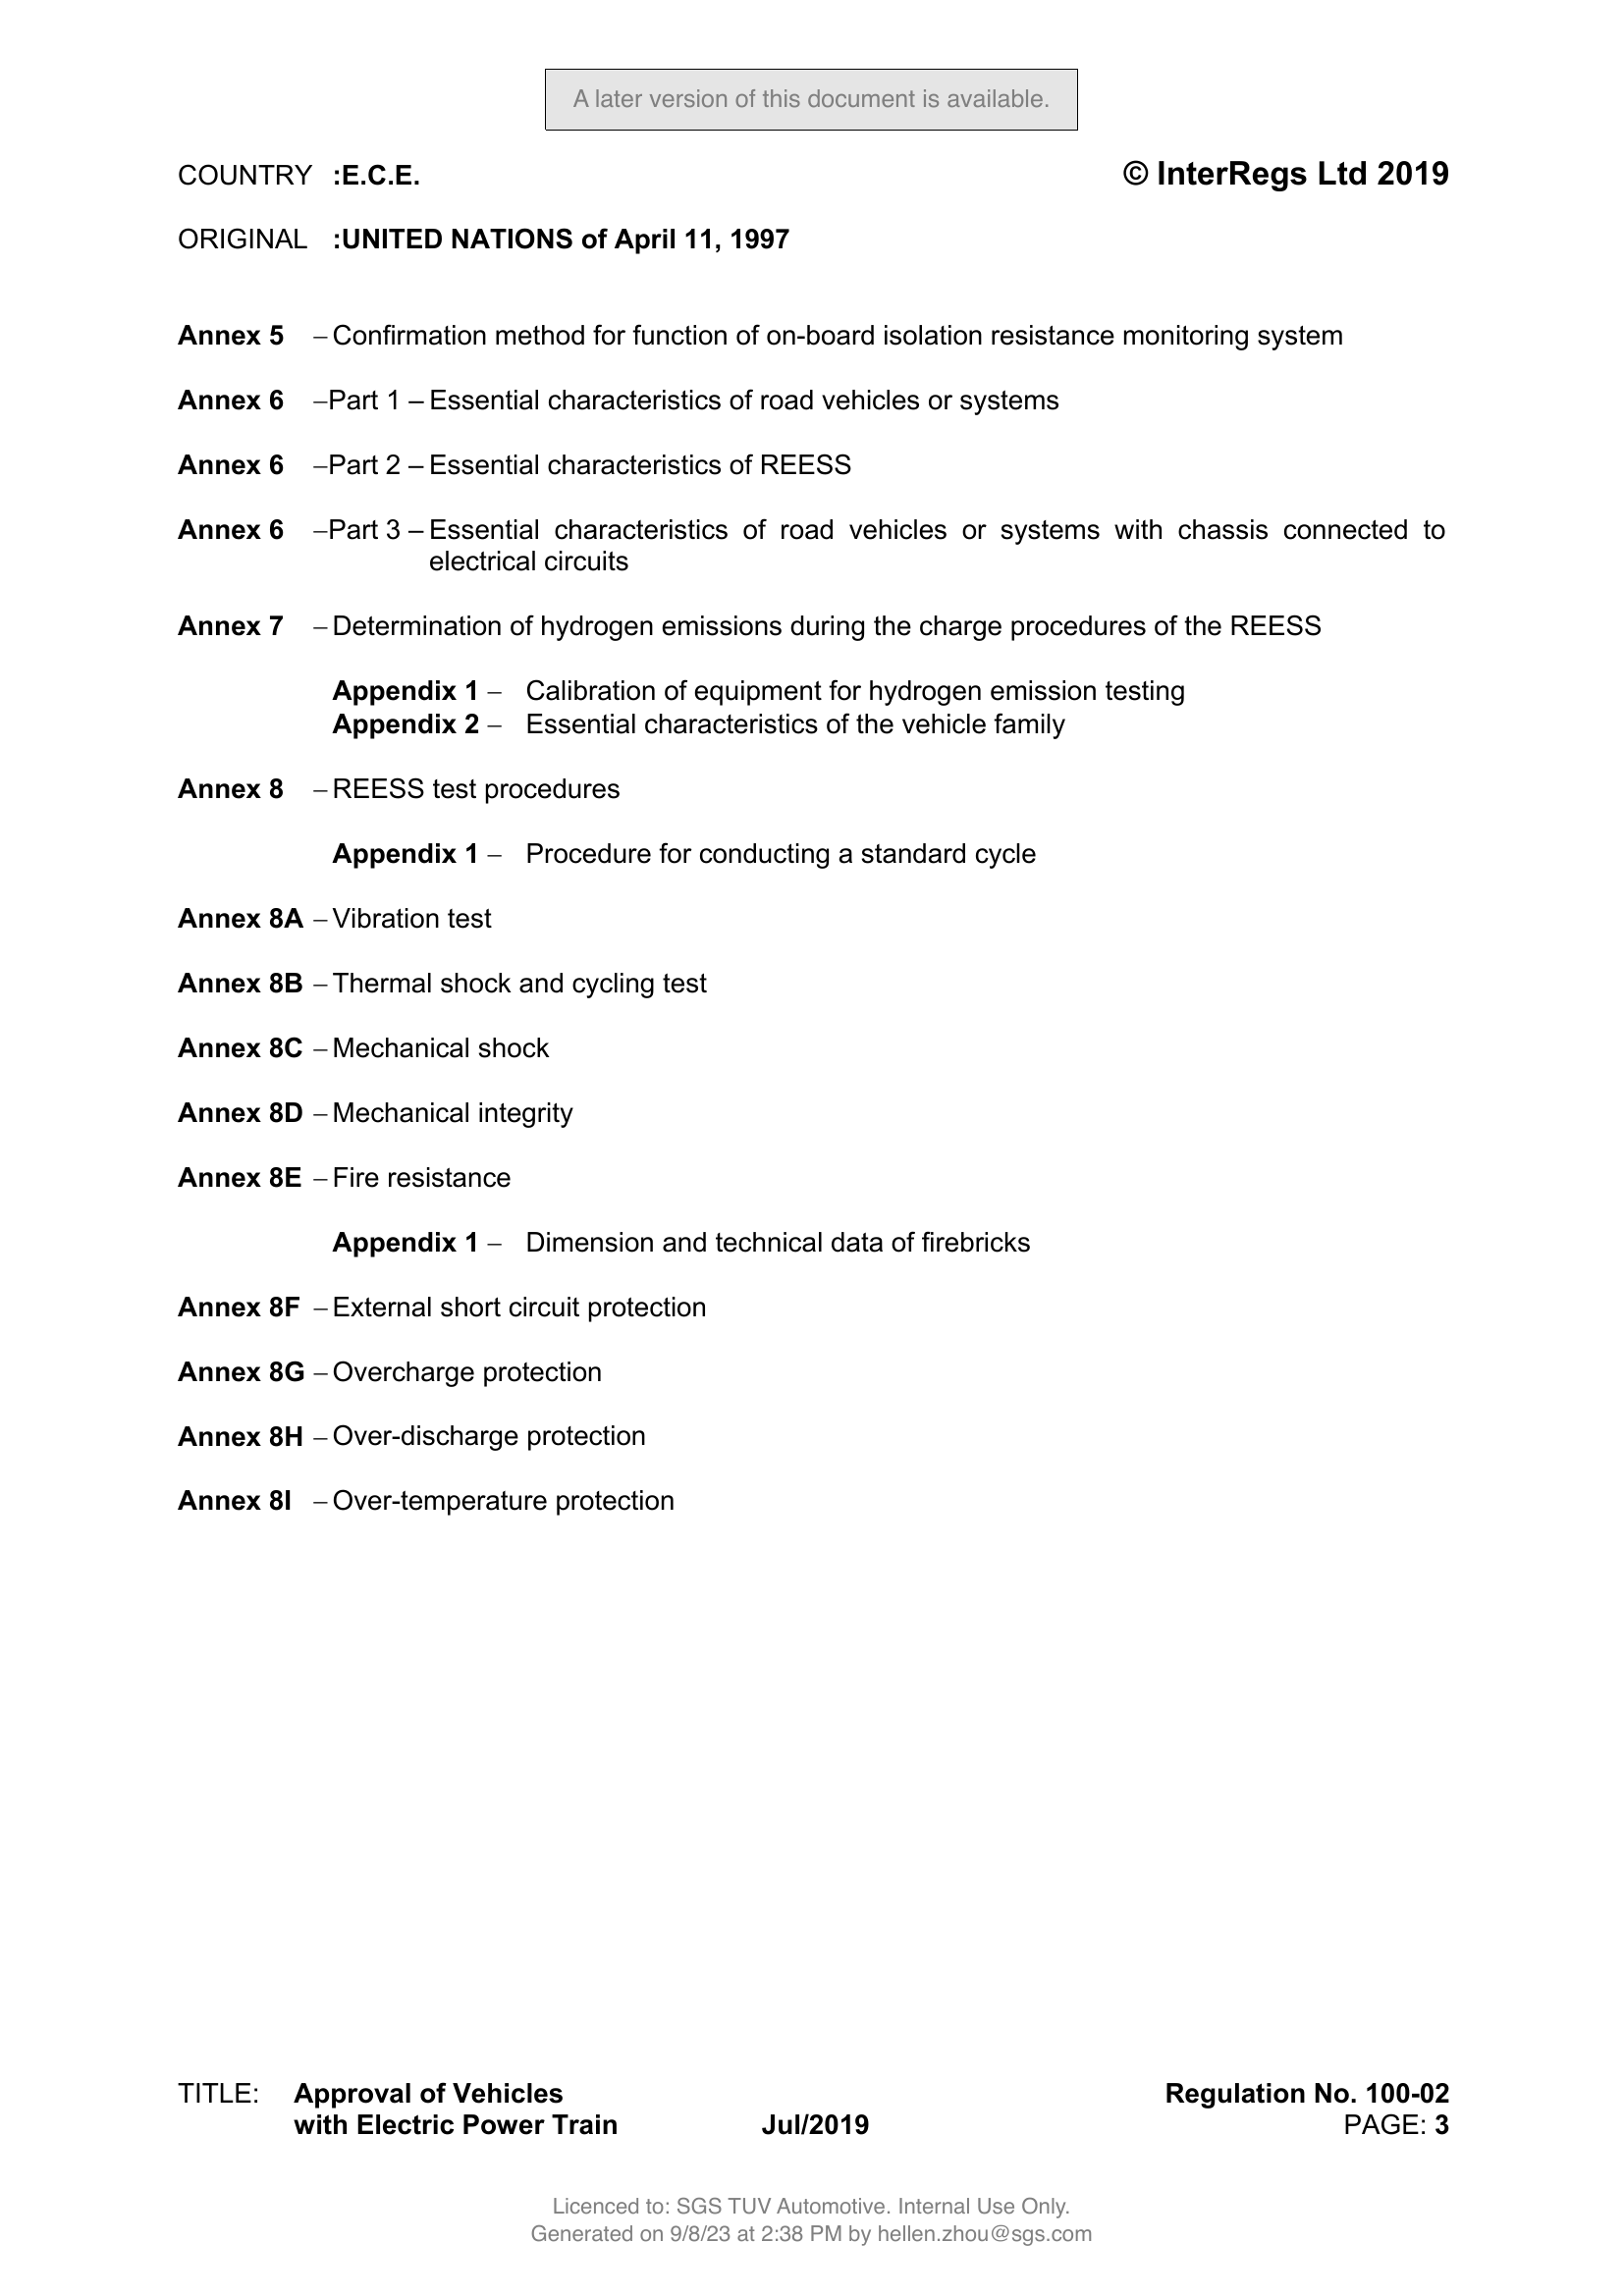 A later version of this document is available.
COUNTRY :E.C.E. © InterRegs Ltd 2019
ORIGINAL :UNITED NATIONS of April 11, 1997
Annex 5 – Confirmation method for function of on-board isolation resistance monitoring system
Annex 6 –Part 1 – Essential characteristics of road vehicles or systems
Annex 6 –Part 2 – Essential characteristics of REESS
Annex 6 –Part 3 – Essential characteristics of road vehicles or systems with chassis connected to
electrical circuits
Annex 7 – Determination of hydrogen emissions during the charge procedures of the REESS
Appendix 1 – Calibration of equipment for hydrogen emission testing
Appendix 2 – Essential characteristics of the vehicle family
Annex 8 – REESS test procedures
Appendix 1 – Procedure for conducting a standard cycle
Annex 8A – Vibration test
Annex 8B – Thermal shock and cycling test
Annex 8C – Mechanical shock
Annex 8D – Mechanical integrity
Annex 8E – Fire resistance
Appendix 1 – Dimension and technical data of firebricks
Annex 8F – External short circuit protection
Annex 8G – Overcharge protection
Annex 8H – Over-discharge protection
Annex 8I – Over-temperature protection
TITLE: Approval of Vehicles Regulation No. 100-02
with Electric Power Train Jul/2019 PAGE: 3
Licenced to: SGS TUV Automotive. Internal Use Only.
Generated on 9/8/23 at 2:38 PM by hellen.zhou@sgs.com